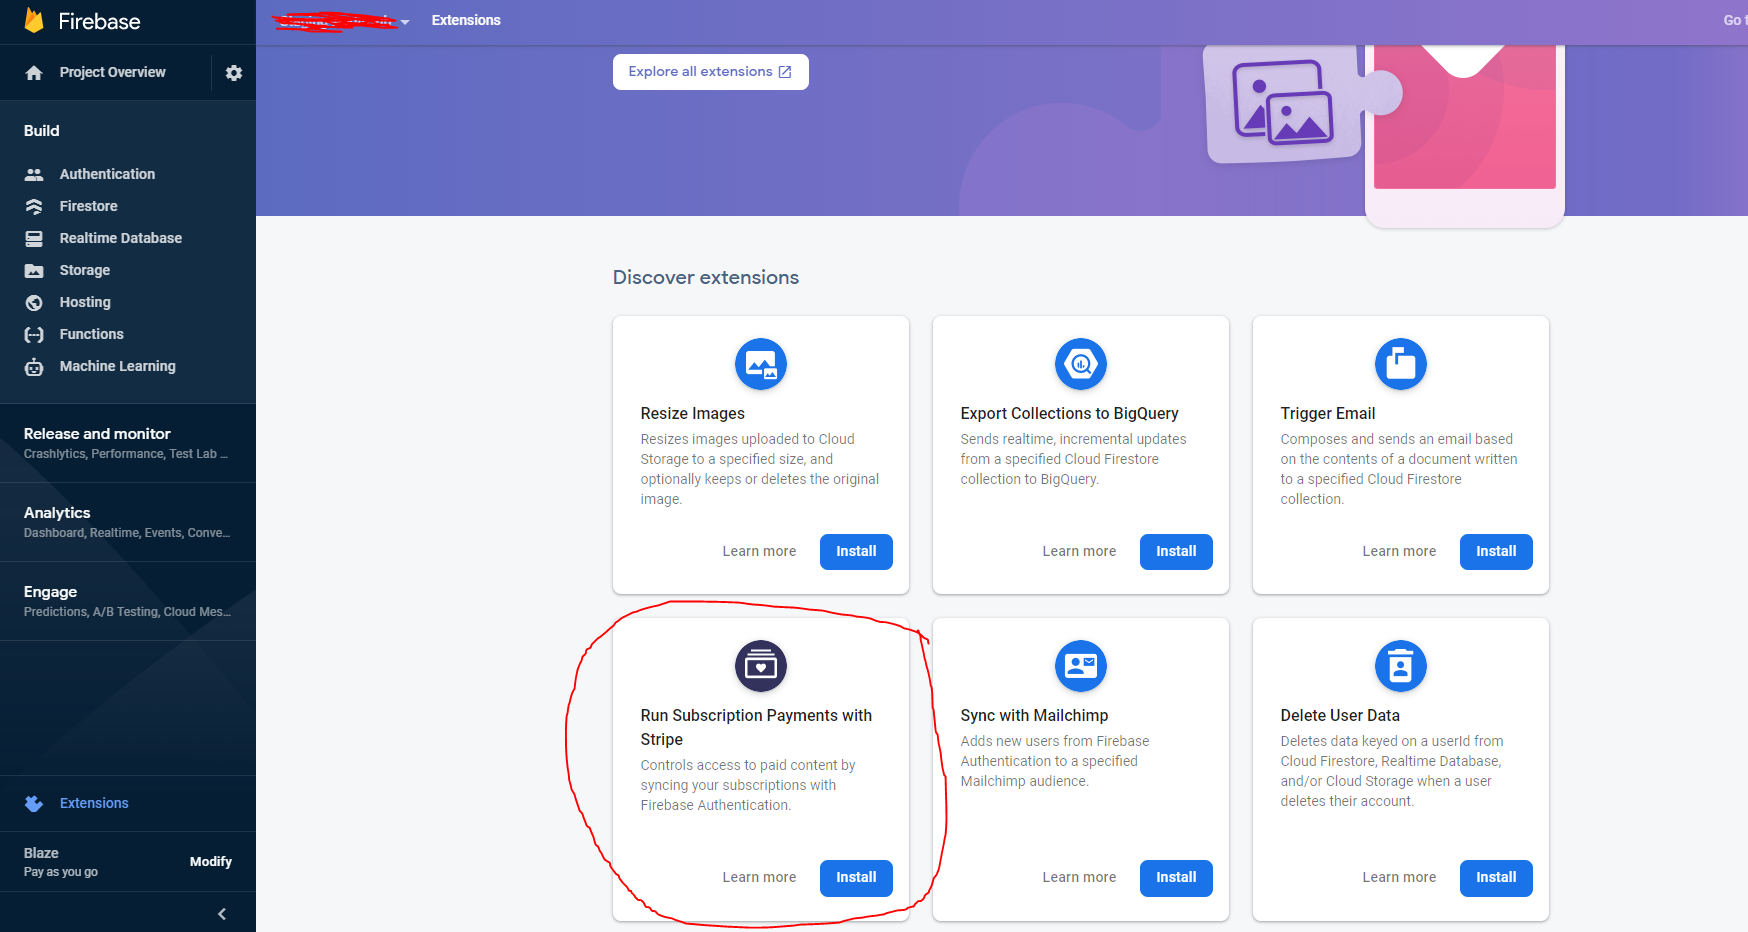 Firebase
Extensions
Go t
Project Overview
Explore all extensions
Build
Authentication
Firestore
Realtime Database
Storage
Hosting
Functions
Machine Learning
Release and monitor
Crashlytics, Performance, Test Lab ...
Analytics
Dashboard, Realtime, Events, Conve...
Engage
Predictions, A/B Testing, Cloud Mes...
Extensions
Blaze
Pay as you go
Modify
Discover extensions
Resize Images
Resizes images uploaded to Cloud
Storage to a specified size, and
optionally keeps or deletes the original
image.
Learn more
Install
Export Collections to BigQuery
Sends realtime, incremental updates
from a specified Cloud Firestore
collection to BigQuery.
Learn more
Install
Trigger Email
Composes and sends an email based
on the contents of a document written
to a specified Cloud Firestore
collection.
Learn more
Install
Run Subscription Payments with
Stripe
Controls access to paid content by
syncing your subscriptions with
Firebase Authentication.
Learn more
Install
Sync with Mailchimp
Adds new users from Firebase
Authentication to a specified
Mailchimp audience.
Learn more
Install
Delete User Data
Deletes data keyed on a userId from
Cloud Firestore, Realtime Database,
and/or Cloud Storage when a user
deletes their account.
Learn more
Install